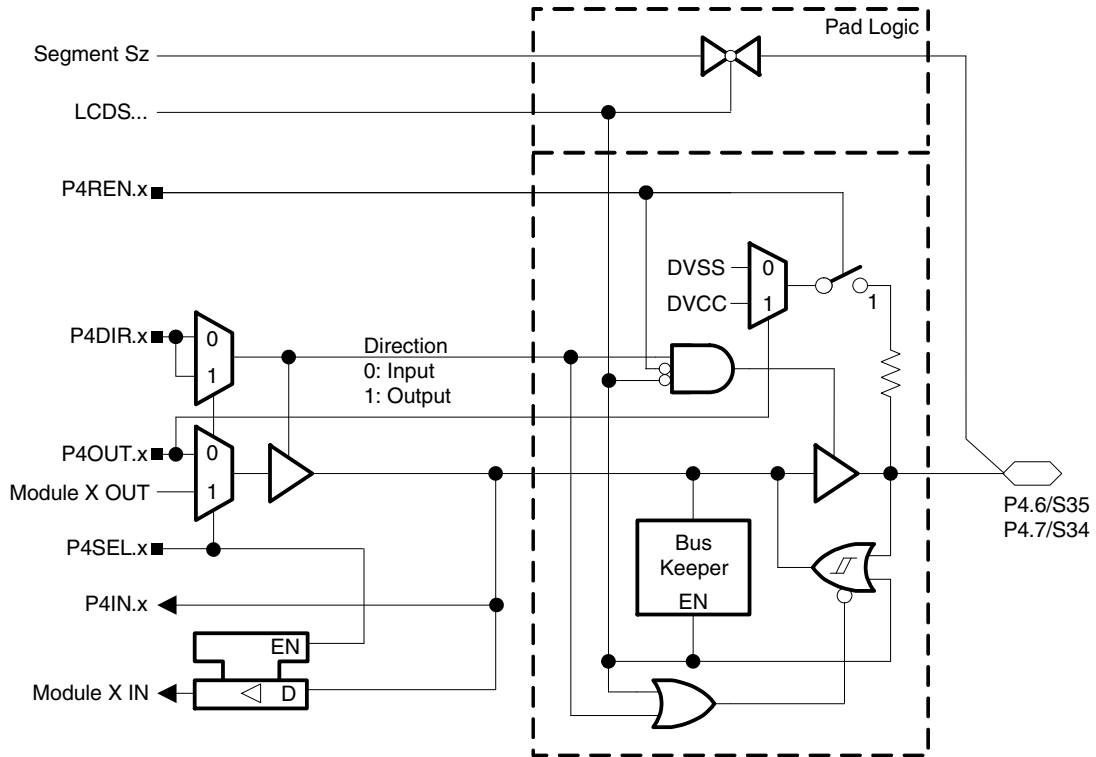 Pad Logic
Segment Sz
LCDS...
P4REN.x
DVSS
0
DVCC
1
1
P4DIR.x
0
1
Direction
0: Input
1: Output
P4OUT.x
0
Module X OUT
1
P4.6/S35
P4.7/S34
P4SEL.x
Bus
Keeper
EN
P4IN.x
EN
Module X IN
D